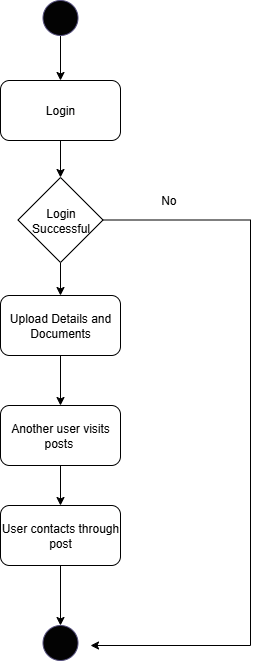 Login
Login
Successful
No
Upload Details and
Documents
Another user visits
posts
User contacts through
post